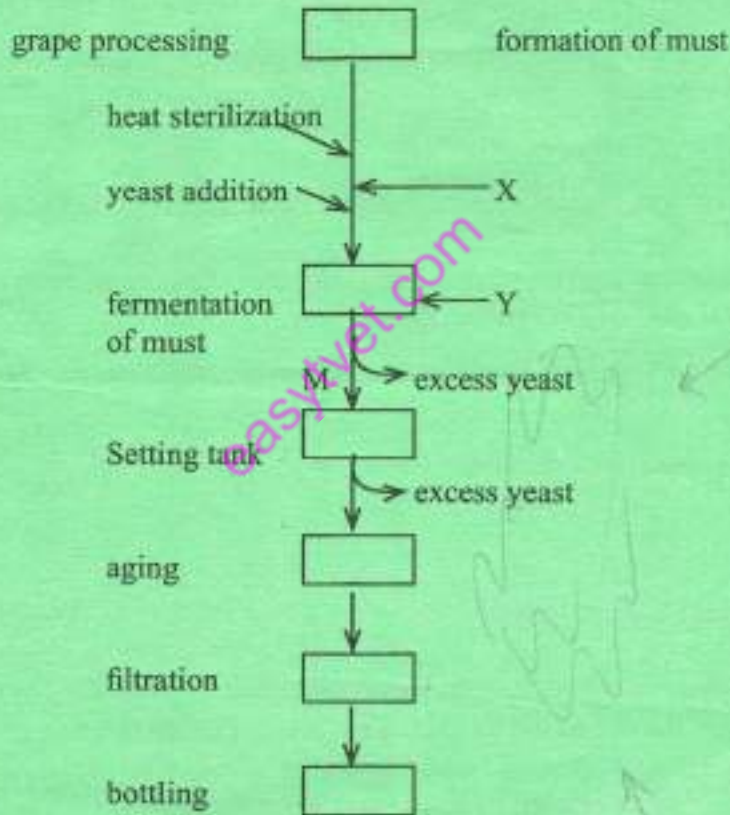 grape processing formation of must
heat sterilization
yeast addition X
fermentation Y
of must
M excess yeast
Setting tank
excess yeast
aging
filtration
bottling
easytvet.com